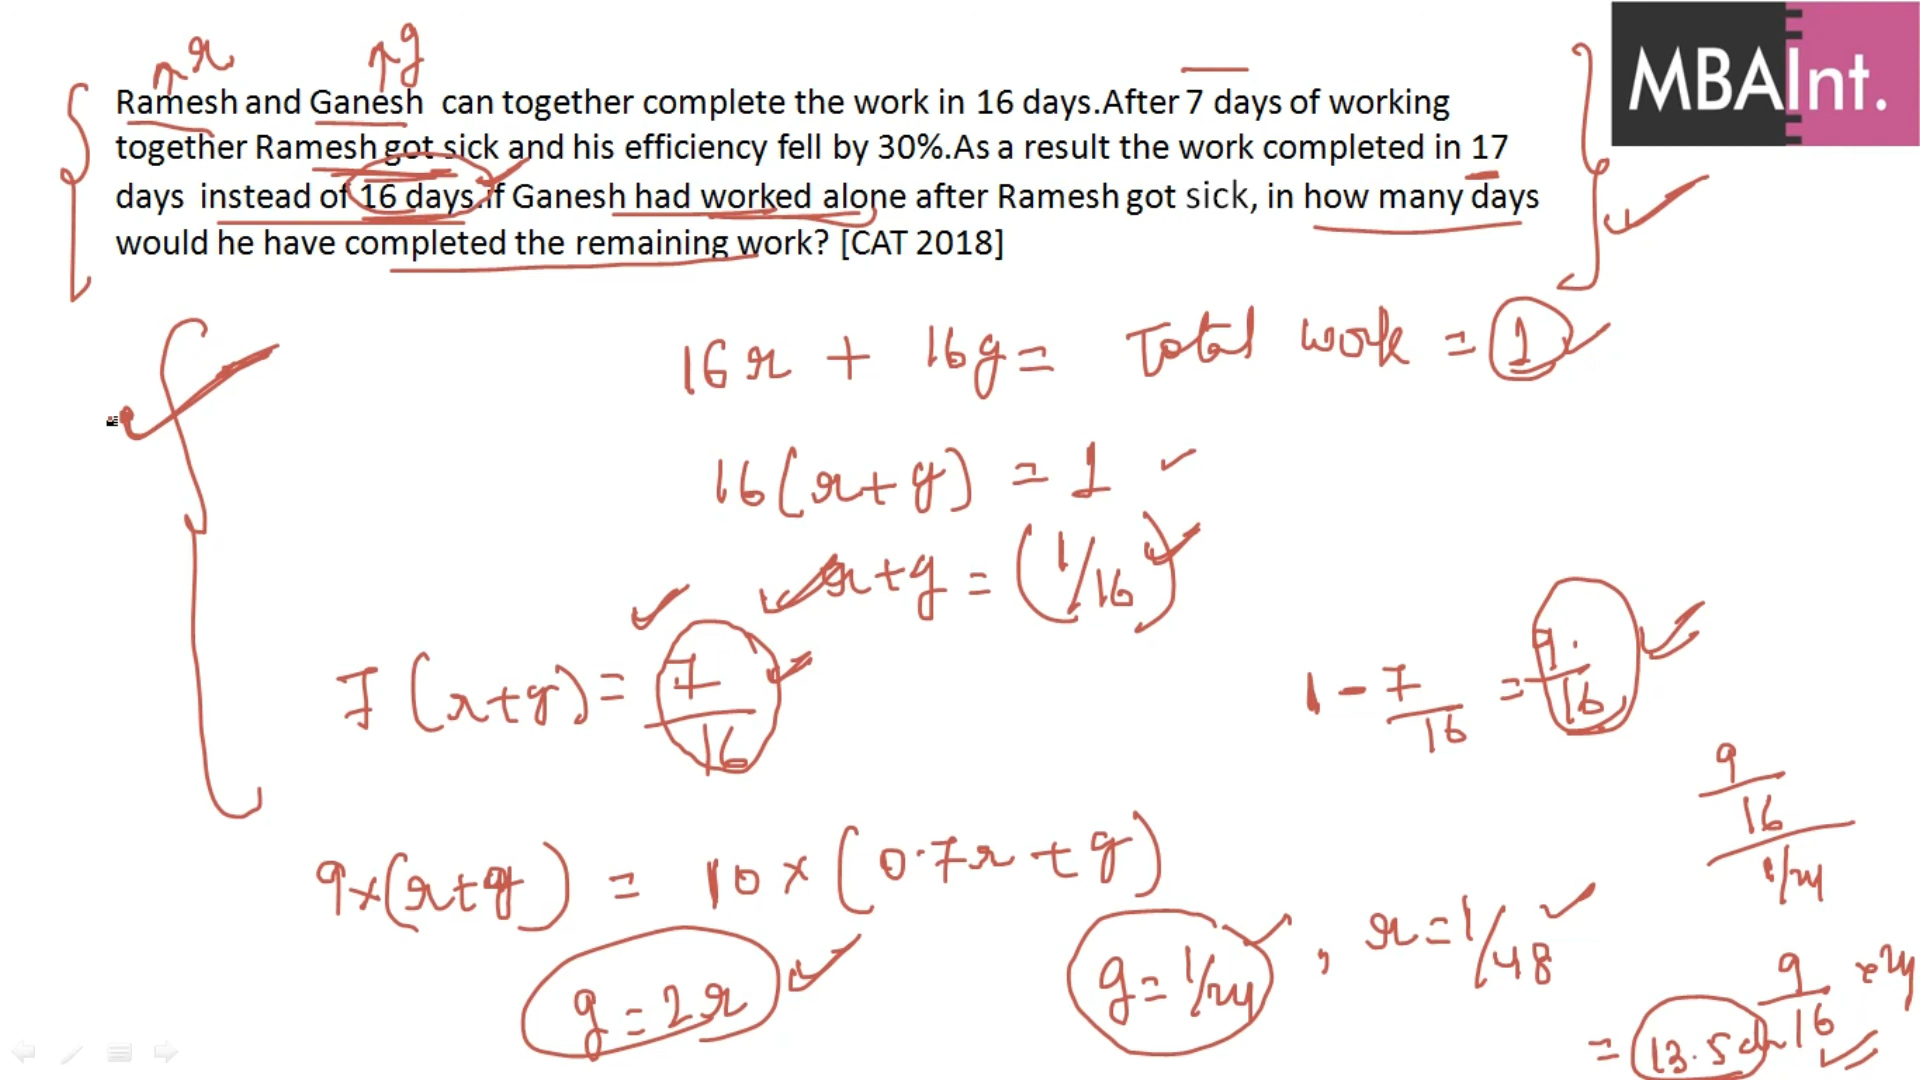 r g
MBAInt.
Ramesh and Ganesh can together complete the work in 16 days.After 7 days of working
together Ramesh got sick and his efficiency fell by 30%.As a result the work completed in 17
days instead of 16 days.if Ganesh had worked alone after Ramesh got sick, in how many days
would he have completed the remaining work? [CAT 2018]
16r + 16g = Total work = 1
16(r+g) = 1
r+g = (1/16)
7(r+g) = 7/16
1 - 7/16 = 9/16
9/16
1/24
9×(r+g) = 10×(0.7r+g)
g = 2r
g = 1/24, r = 1/48
9/16 × 24
= 13.5 days